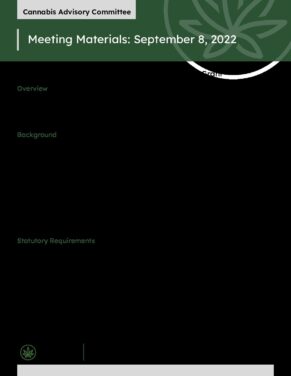 Cannabis Advisory Committee
Meeting Materials: September 8, 2022
Overview
Background
Statutory Requirements